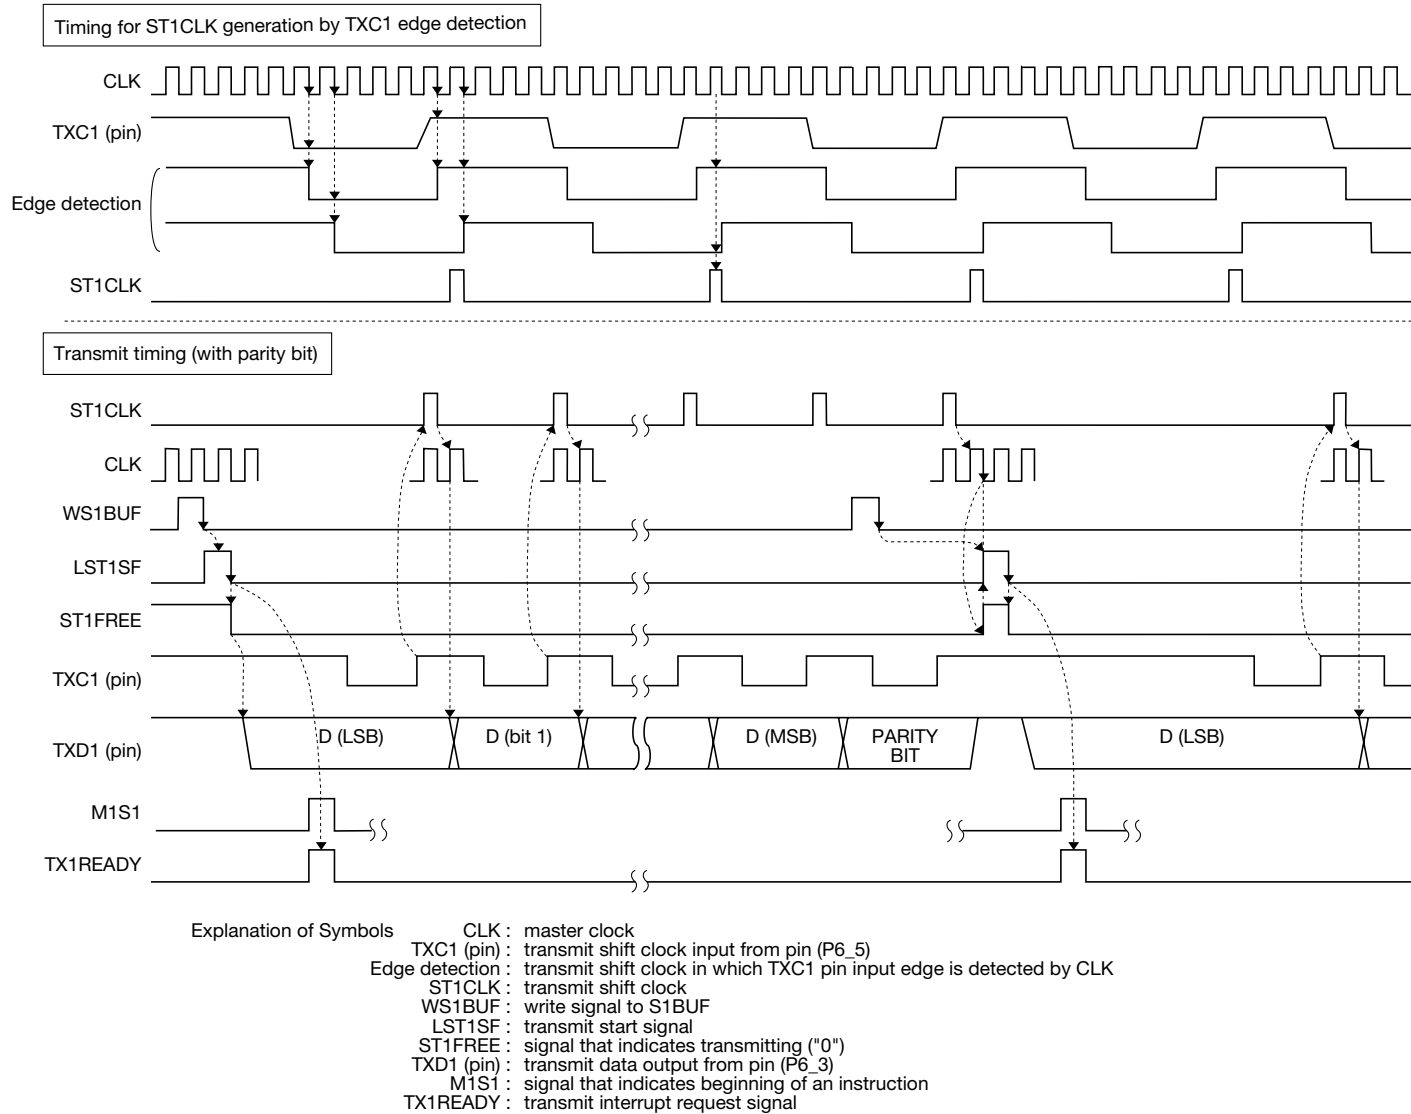 Timing for ST1CLK generation by TXC1 edge detection
CLK
TXC1 (pin)
Edge detection
ST1CLK
Transmit timing (with parity bit)
ST1CLK
CLK
WS1BUF
LST1SF
ST1FREE
TXC1 (pin)
TXD1 (pin)
D (LSB)
D (bit 1)
D (MSB)
PARITY
BIT
D (LSB)
M1S1
TX1READY
Explanation of Symbols
CLK : master clock
TXC1 (pin) : transmit shift clock input from pin (P6_5)
Edge detection : transmit shift clock in which TXC1 pin input edge is detected by CLK
ST1CLK : transmit shift clock
WS1BUF : write signal to S1BUF
LST1SF : transmit start signal
ST1FREE : signal that indicates transmitting ("0")
TXD1 (pin) : transmit data output from pin (P6_3)
M1S1 : signal that indicates beginning of an instruction
TX1READY : transmit interrupt request signal